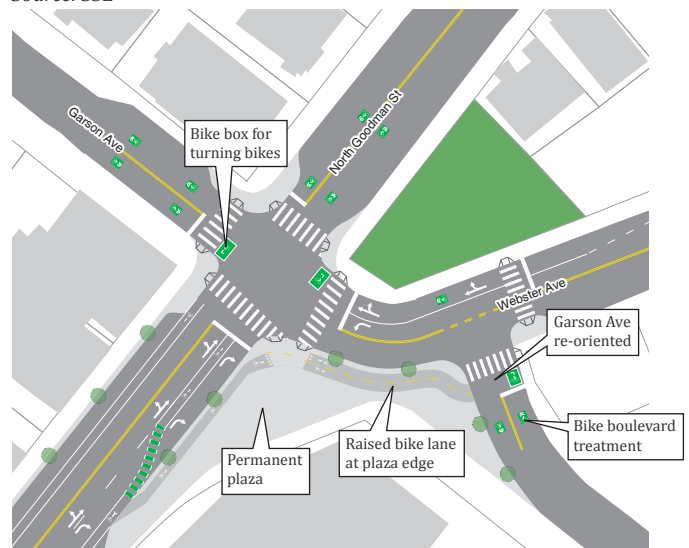 Garson Ave
Bike box for
turning bikes
North Goodman St
Webster Ave
Garson Ave
re-oriented
Permanent
plaza
Raised bike lane
at plaza edge
Bike boulevard
treatment